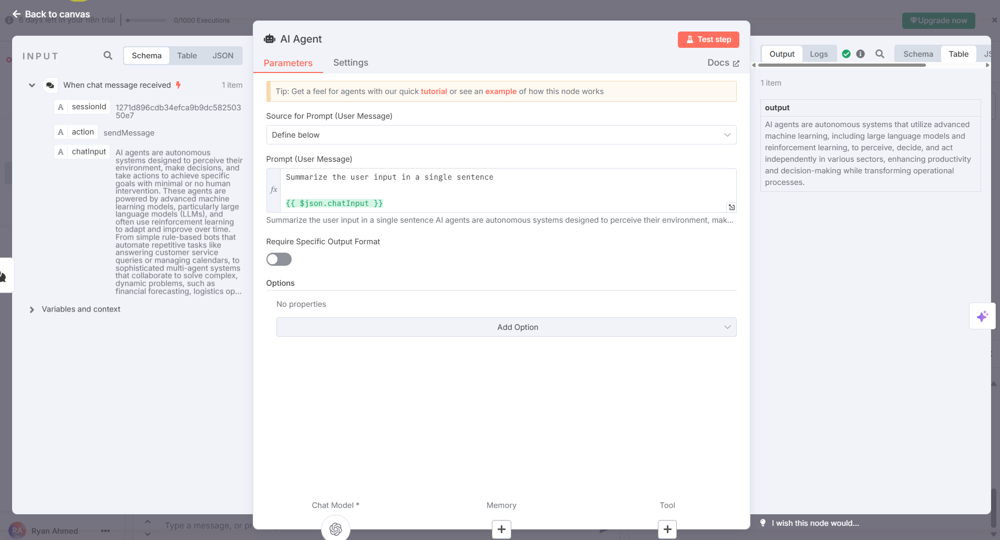 Back to canvas
6 days left in your n8n trial
0/1000 Executions
Upgrade now
INPUT
Schema
Table
JSON
When chat message received
1 item
A sessionId
1271d896cdb34efca9b9dc582503
50e7
A action
sendMessage
A chatInput
AI agents are autonomous
systems designed to perceive their
environment, make decisions, and
take actions to achieve specific
goals with minimal or no human
intervention. These agents are
powered by advanced machine
learning models, particularly large
language models (LLMs), and
often use reinforcement learning
to adapt and improve over time.
From simple rule-based bots that
automate repetitive tasks like
answering customer service
queries or managing calendars, to
sophisticated multi-agent systems
that collaborate to solve complex,
dynamic problems, such as
financial forecasting, logistics op...
Variables and context
AI Agent
Test step
Parameters
Settings
Docs
Tip: Get a feel for agents with our quick tutorial or see an example of how this node works
Source for Prompt (User Message)
Define below
Prompt (User Message)
fx
Summarize the user input in a single sentence
{{ $json.chatInput }}
Summarize the user input in a single sentence AI agents are autonomous systems designed to perceive their environment, mak...
Require Specific Output Format
Options
No properties
Add Option
Chat Model *
Memory
Tool
Output
Logs
Schema
Table
JS
1 item
output
AI agents are autonomous systems that utilize advanced
machine learning, including large language models and
reinforcement learning, to perceive, decide, and act
independently in various sectors, enhancing productivity
and decision-making while transforming operational
processes.
RA
Ryan Ahmed
Type a message, or pr
I wish this node would...